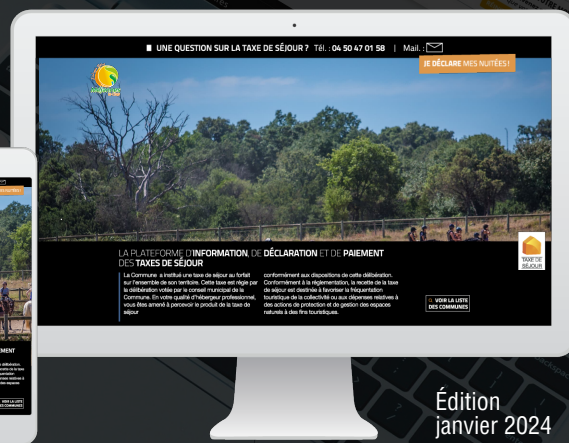 UNE QUESTION SUR LA TAXE DE SÉJOUR ? Tél. : 04 50 47 01 58 | Mail. :
JE DÉCLARE MES NUITÉES !
LA PLATEFORME D'INFORMATION, DE DÉCLARATION ET DE PAIEMENT
DES TAXES DE SÉJOUR
La Commune a institué une taxe de séjour au forfait
sur l'ensemble de son territoire. Cette taxe est régie par
la délibération votée par le conseil municipal de la
Commune. En votre qualité d'hébergeur professionnel,
vous êtes amené à percevoir le produit de la taxe de
séjour
conformément aux dispositions de cette délibération.
Conformément à la réglementation, la recette de la taxe
de séjour est destinée à favoriser la fréquentation
touristique de la collectivité ou aux dépenses relatives à
des actions de protection et de gestion des espaces
naturels à des fins touristiques.
TAXE DE
SÉJOUR
VOIR LA LISTE
DES COMMUNES
EMENT
VOIR LA LISTE
DES COMMUNES
Édition
janvier 2024